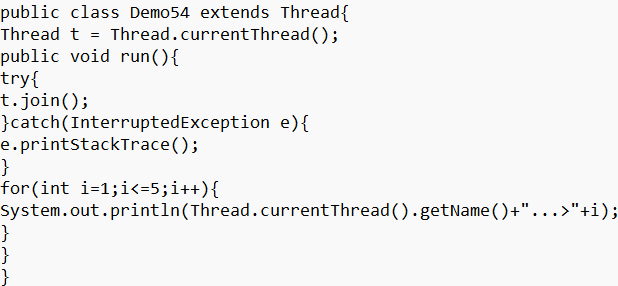 public class Demo54 extends Thread{
Thread t = Thread.currentThread();
public void run(){
try{
t.join();
}catch(InterruptedException e){
e.printStackTrace();
}
for(int i=1;i<=5;i++){
System.out.println(Thread.currentThread().getName()+"...>"+i);
}
}
}